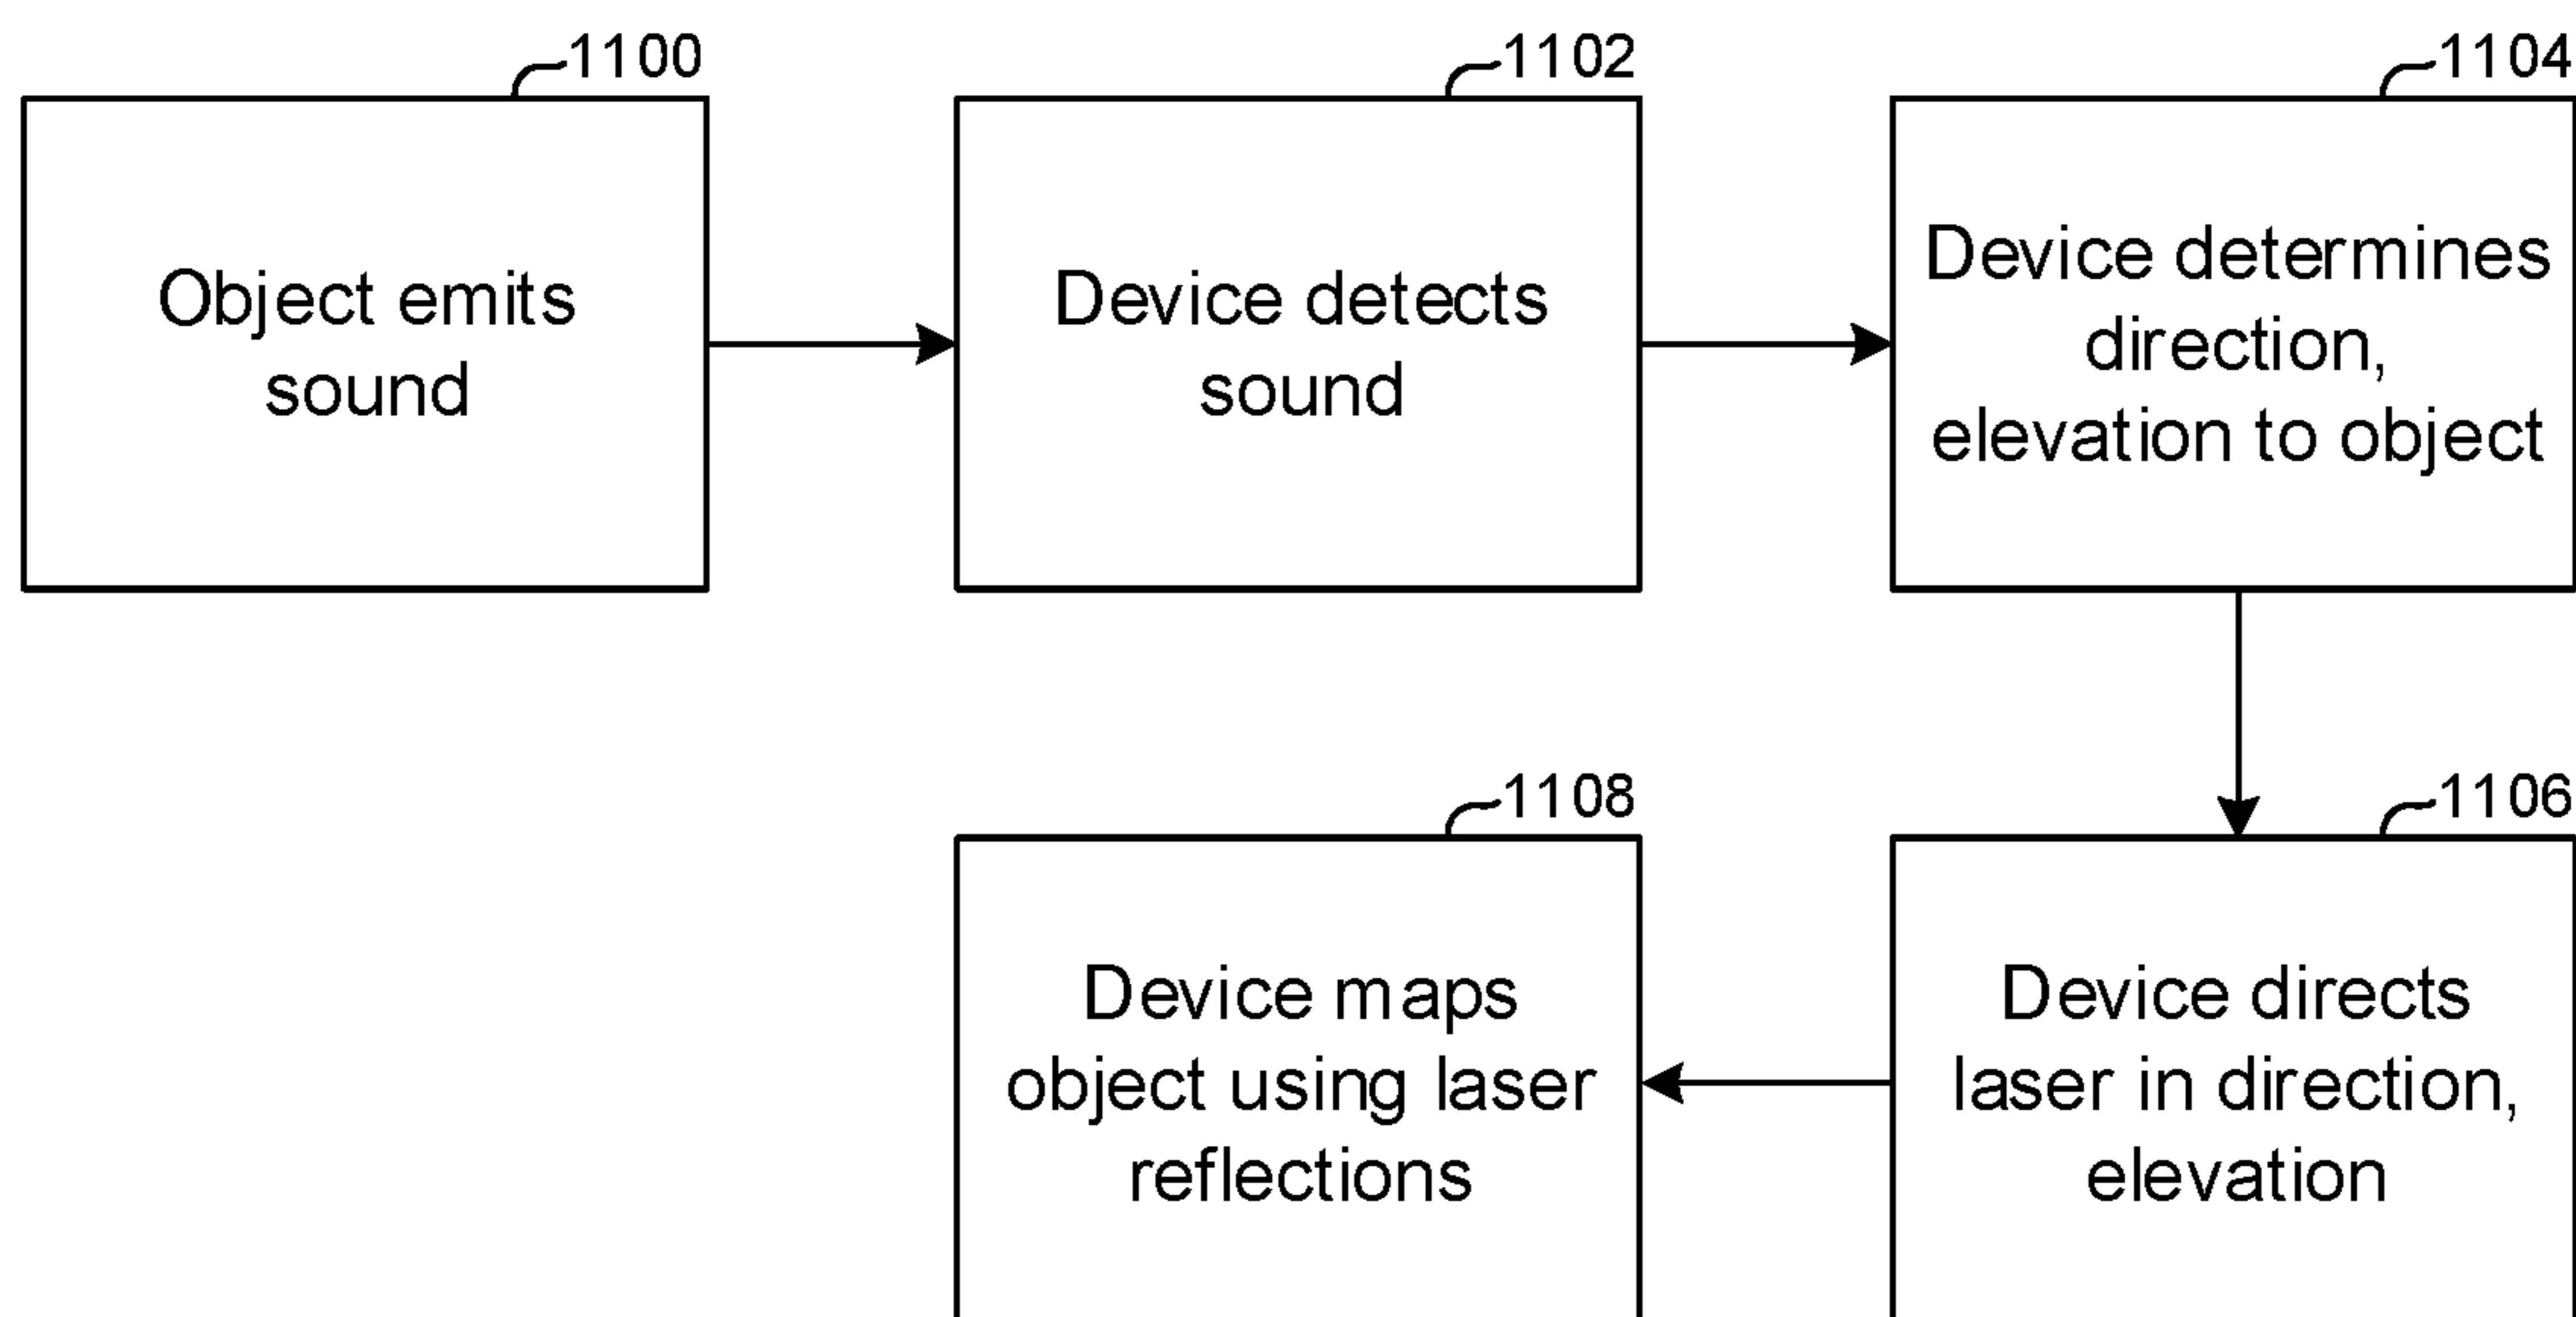 1100
Object emits
sound
1102
Device detects
sound
1104
Device determines
direction,
elevation to object
1106
Device directs
laser in direction,
elevation
1108
Device maps
object using laser
reflections